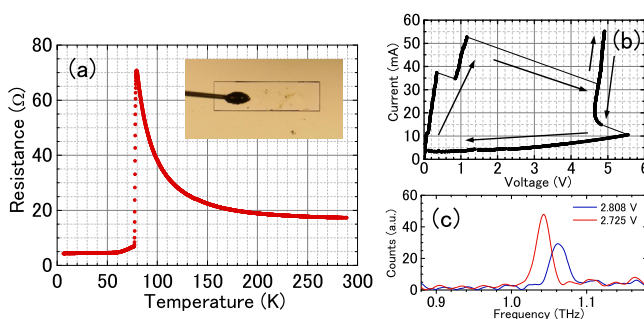 (a)
Resistance (Ω)
80
60
40
20
0
0 50 100 150 200 250 300
Temperature (K)
(b)
Current (mA)
60
50
40
30
20
10
0
0 1 2 3 4 5
Voltage (V)
(c)
2.808 V
2.725 V
Counts (a.u.)
60
40
20
0
0.9 1.0 1.1
Frequency (THz)